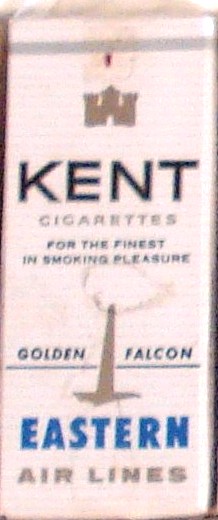 KENT
CIGARETTES
FOR THE FINEST
IN SMOKING PLEASURE
GOLDEN FALCON
EASTERN
AIR LINES